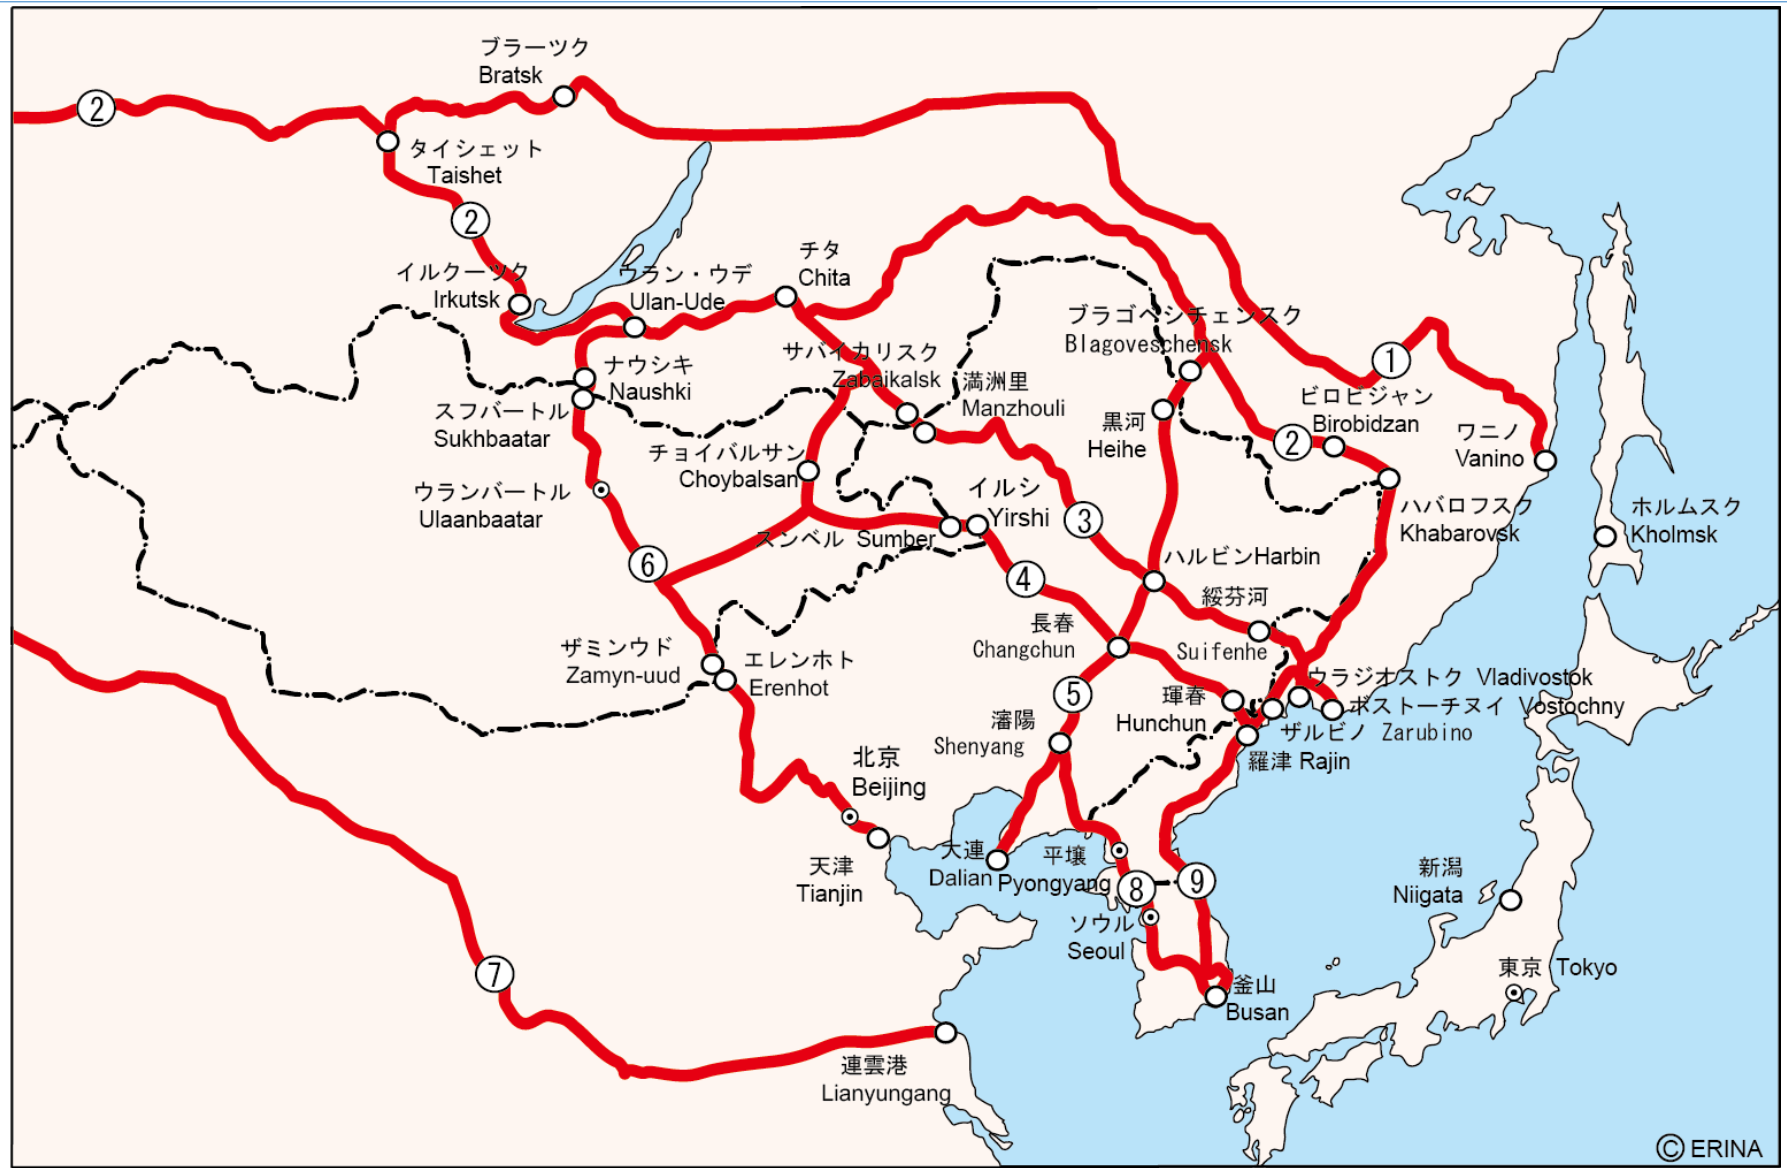 ブラーツク
Bratsk
2
タイシェット
Taishet
2
イルクーツク
Irkutsk
ウラン・ウデ
Ulan-Ude
チタ
Chita
ブラゴベシチェンスク
Blagoveschensk
サバイカリスク
Zabaikalsk
満洲里
Manzhouli
ナウシキ
Naushki
スフバートル
Sukhbaatar
黒河
Heihe
1
ビロビジャン
Birobidzan
2
ワニノ
Vanino
チョイバルサン
Choybalsan
ウランバートル
Ulaanbaatar
イルシ
Yirshi
スンベル Sumber
3
ハバロフスク
Khabarovsk
ホルムスク
Kholmsk
6
4
ハルビンHarbin
綏芬河
Suifenhe
長春
Changchun
ザミンウド
Zamyn-uud
エレンホト
Erenhot
5
琿春
Hunchun
ウラジオストク Vladivostok
ボストーチヌイ Vostochny
ザルビノ Zarubino
羅津 Rajin
瀋陽
Shenyang
北京
Beijing
天津
Tianjin
大連
Dalian
平壌
Pyongyang
8
9
ソウル
Seoul
新潟
Niigata
東京 Tokyo
7
釜山
Busan
連雲港
Lianyungang
© ERINA